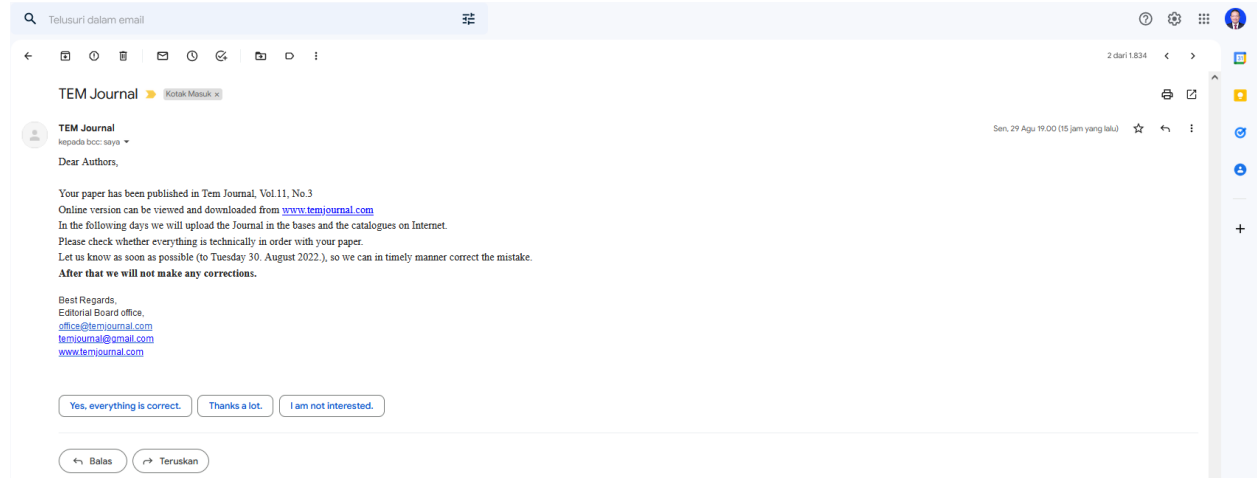 Telusuri dalam email
2 dari 1.834
TEM Journal Kotak Masuk ×
TEM Journal
Sen, 29 Agu 19.00 (15 jam yang lalu)
kepada bcc: saya
Dear Authors,
Your paper has been published in Tem Journal, Vol.11, No.3
Online version can be viewed and downloaded from www.temjournal.com
In the following days we will upload the Journal in the bases and the catalogues on Internet.
Please check whether everything is technically in order with your paper.
Let us know as soon as possible (to Tuesday 30. August 2022.), so we can in timely manner correct the mistake.
After that we will not make any corrections.
Best Regards,
Editorial Board office,
office@temjournal.com
temjournal@gmail.com
www.temjournal.com
Yes, everything is correct. Thanks a lot. I am not interested.
Balas Teruskan